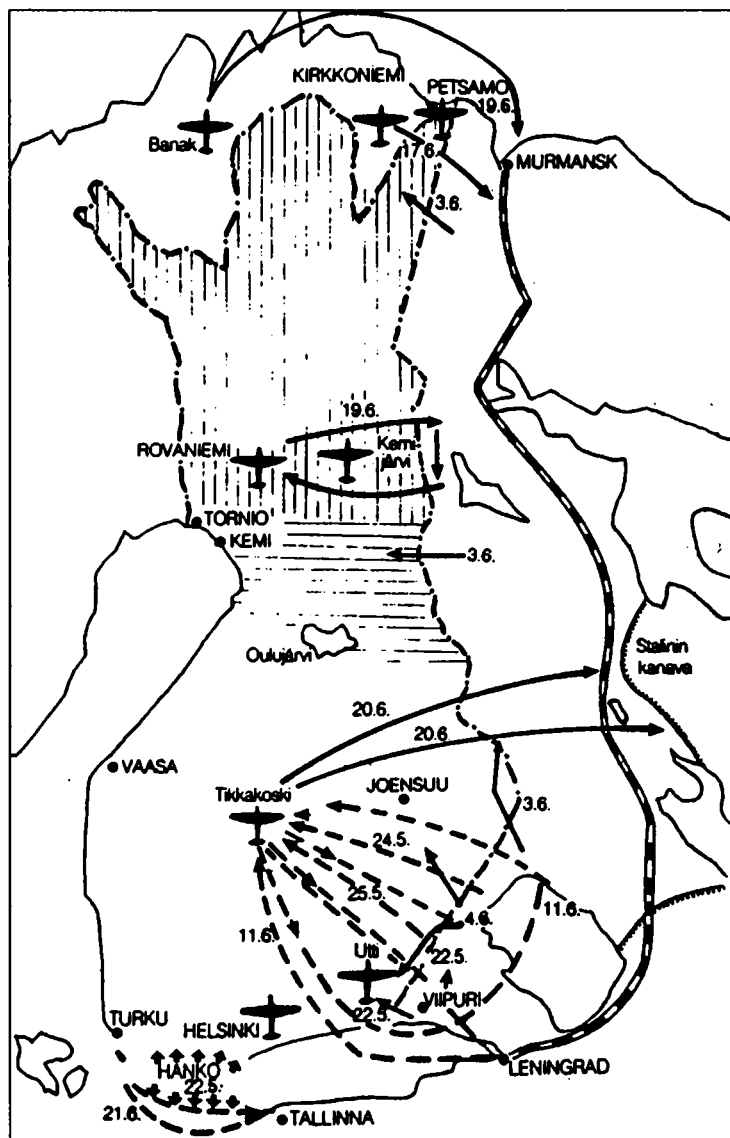 KIRKKONIEMI
PETSAMO
19.6.
Banak
17.6.
MURMANSK
3.6.
19.6.
ROVANIEMI
Kemi-
järvi
TORNIO
KEMI
3.6.
Oulujärvi
Stalinin
kanava
20.6.
20.6
VAASA
Tikkakoski
JOENSUU
3.6.
24.5.
25.5.
4.6.
11.6.
11.6.
22.5.
Utti
VIIPURI
22.5.
TURKU
HELSINKI
HANKO
22.5.
LENINGRAD
21.6.
TALLINNA